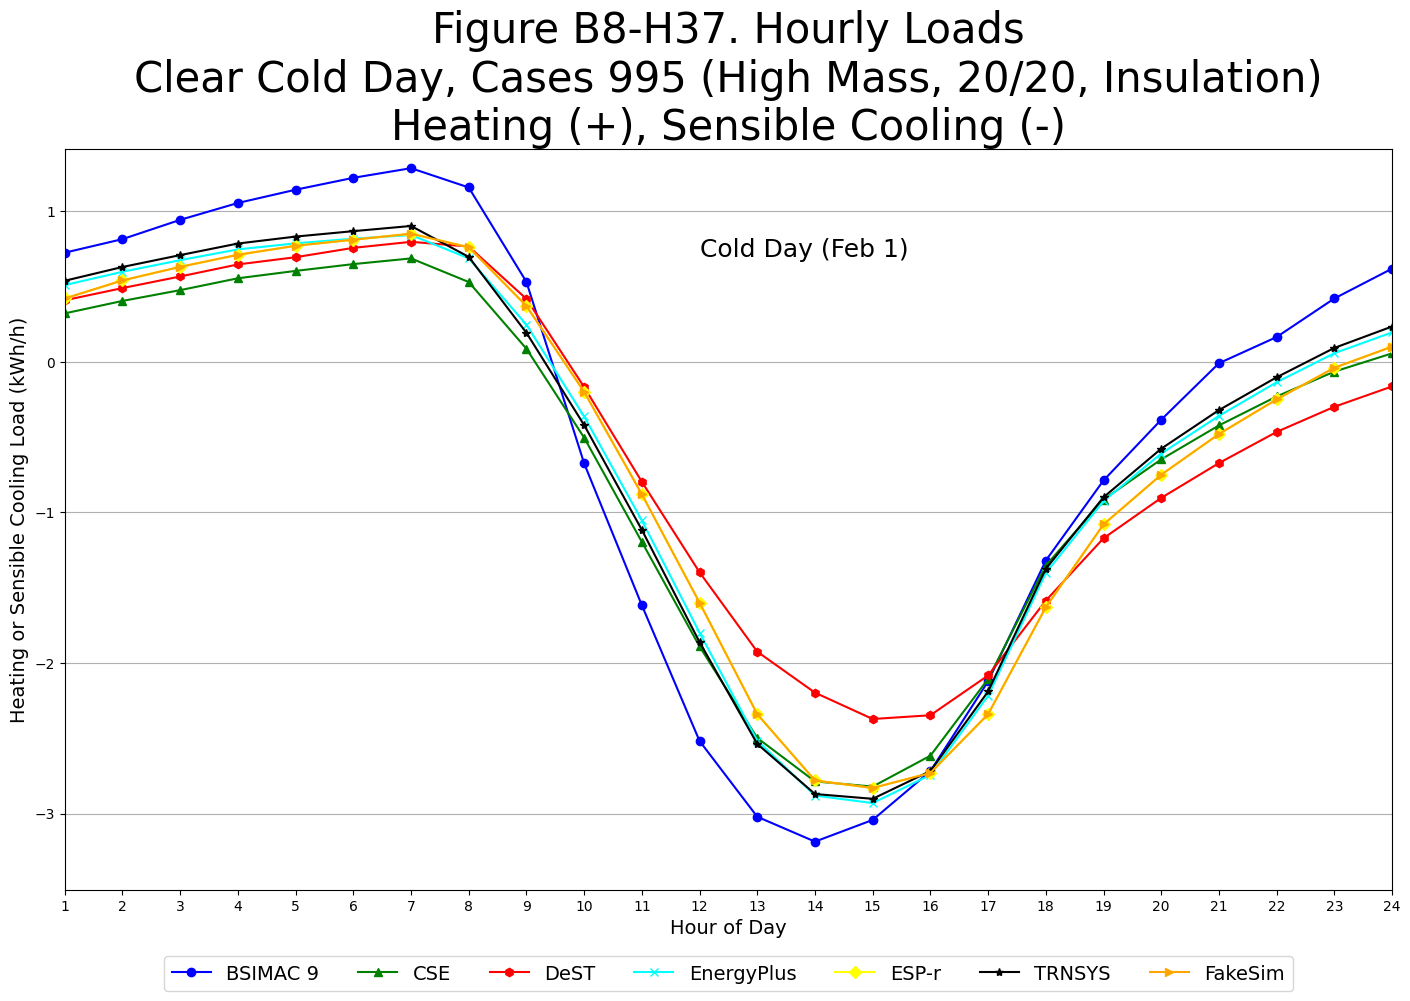 Figure B8-H37. Hourly Loads
Clear Cold Day, Cases 995 (High Mass, 20/20, Insulation)
Heating (+), Sensible Cooling (-)
Heating or Sensible Cooling Load (kWh/h)
1
0
−1
−2
−3
Cold Day (Feb 1)
1 2 3 4 5 6 7 8 9 10 11 12 13 14 15 16 17 18 19 20 21 22 23 24
Hour of Day
BSIMAC 9 CSE DeST EnergyPlus ESP-r TRNSYS FakeSim